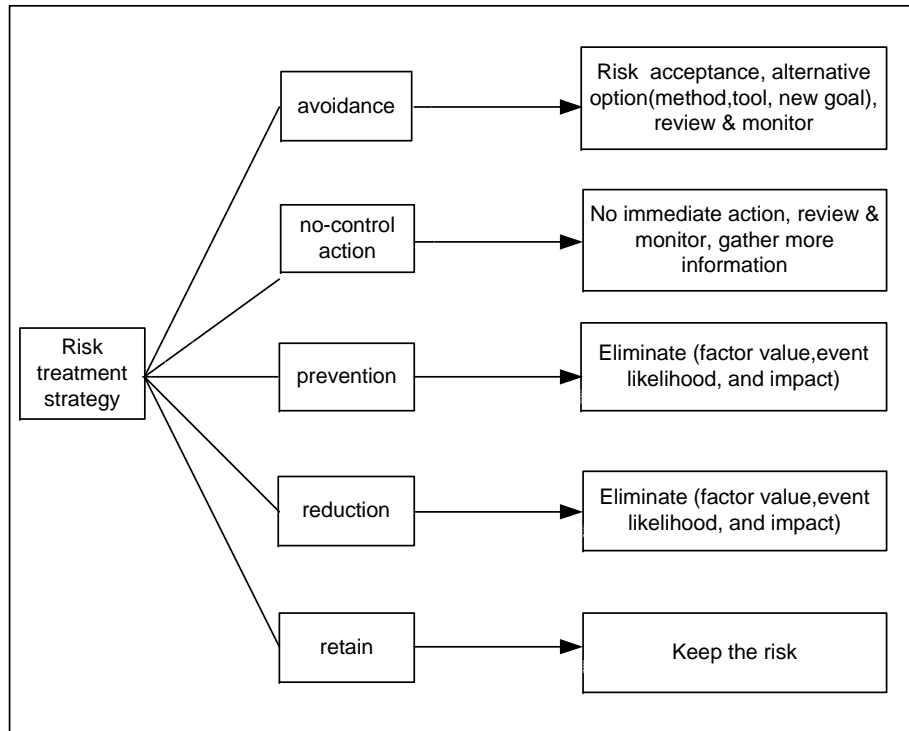 avoidance
Risk  acceptance, alternative
option(method,tool, new goal),
review & monitor
no-control
action
No immediate action, review &
monitor, gather more
information
Risk
treatment
strategy
prevention
Eliminate (factor value,event
likelihood, and impact)
reduction
Eliminate (factor value,event
likelihood, and impact)
retain
Keep the risk